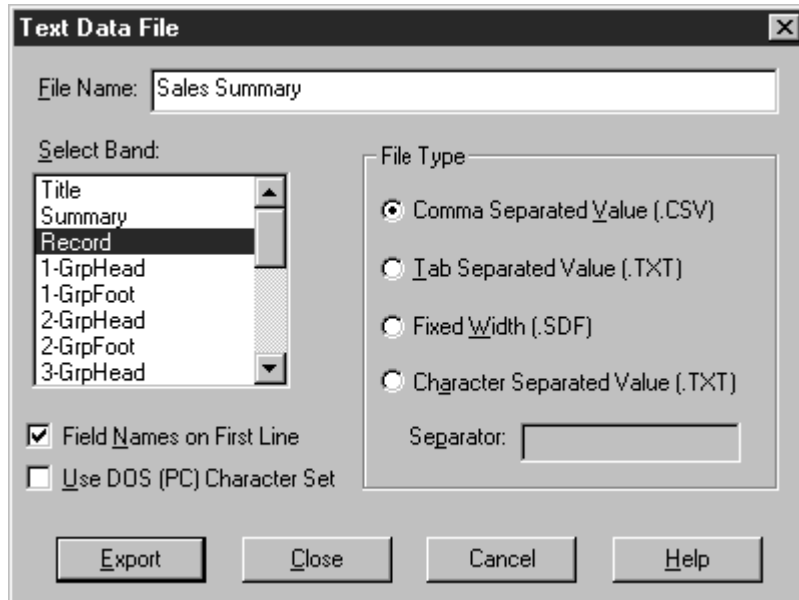 Text Data File
File Name: Sales Summary
Select Band:
Title
Summary
Record
1-GrpHead
1-GrpFoot
2-GrpHead
2-GrpFoot
3-GrpHead
File Type
Comma Separated Value (.CSV)
Tab Separated Value (.TXT)
Fixed Width (.SDF)
Character Separated Value (.TXT)
Separator:
Field Names on First Line
Use DOS (PC) Character Set
Export Close Cancel Help